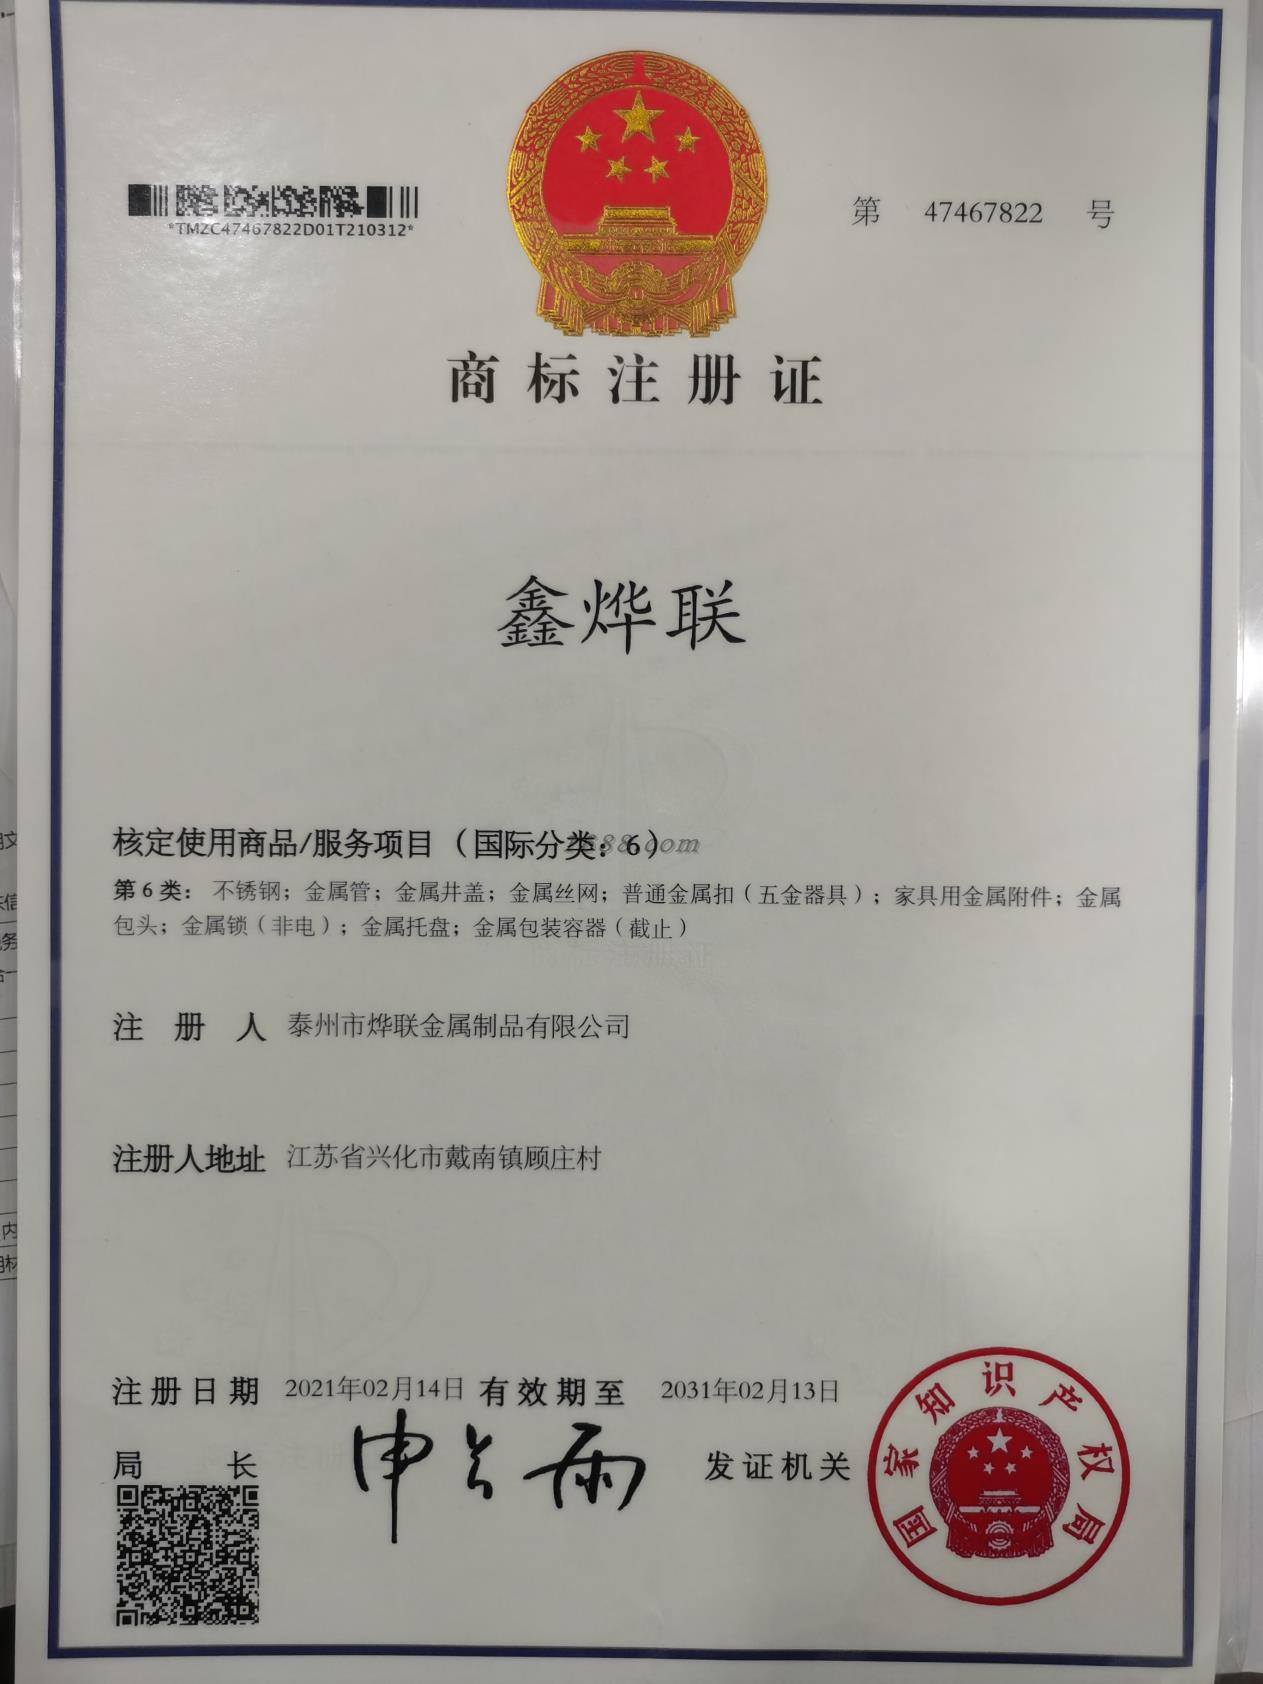 *TMZC47467822D01T210312*
第 47467822 号
商标注册证
鑫烨联
核定使用商品/服务项目（国际分类：6）
第6类：不锈钢；金属管；金属井盖；金属丝网；普通金属扣（五金器具）；家具用金属附件；金属
包头；金属锁（非电）；金属托盘；金属包装容器（截止）
商标注册证
注册人 泰州市烨联金属制品有限公司
注册人地址 江苏省兴化市戴南镇顾庄村
注册日期 2021年02月14日 有效期至 2031年02月13日
局长 申长雨 发证机关
国家知识产权局